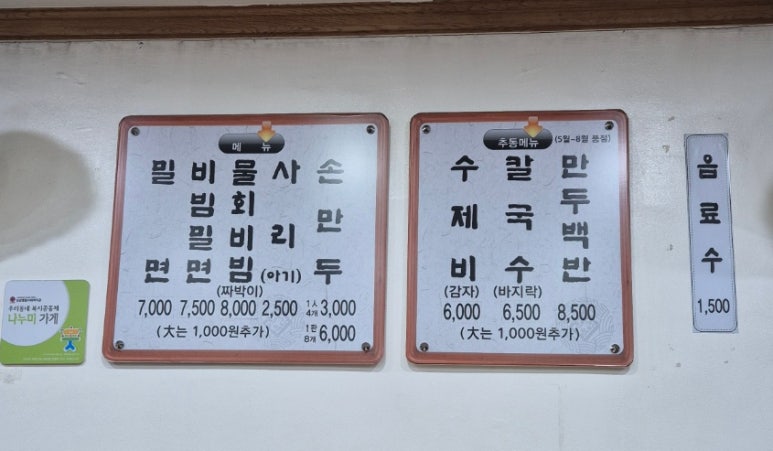 메 뉴
밀면
비빔밀면
물회비빔
(짜박이)
사리
(아기)
손만두
7,000 7,500 8,000 2,500
1人 4개 3,000
1판 8개 6,000
(大는 1,000원추가)
추동메뉴 (5월-8월 품절)
수제비
(감자)
칼국수
(바지락)
만두백반
6,000 6,500 8,500
(大는 1,000원추가)
음료수
1,500
나누미 가게